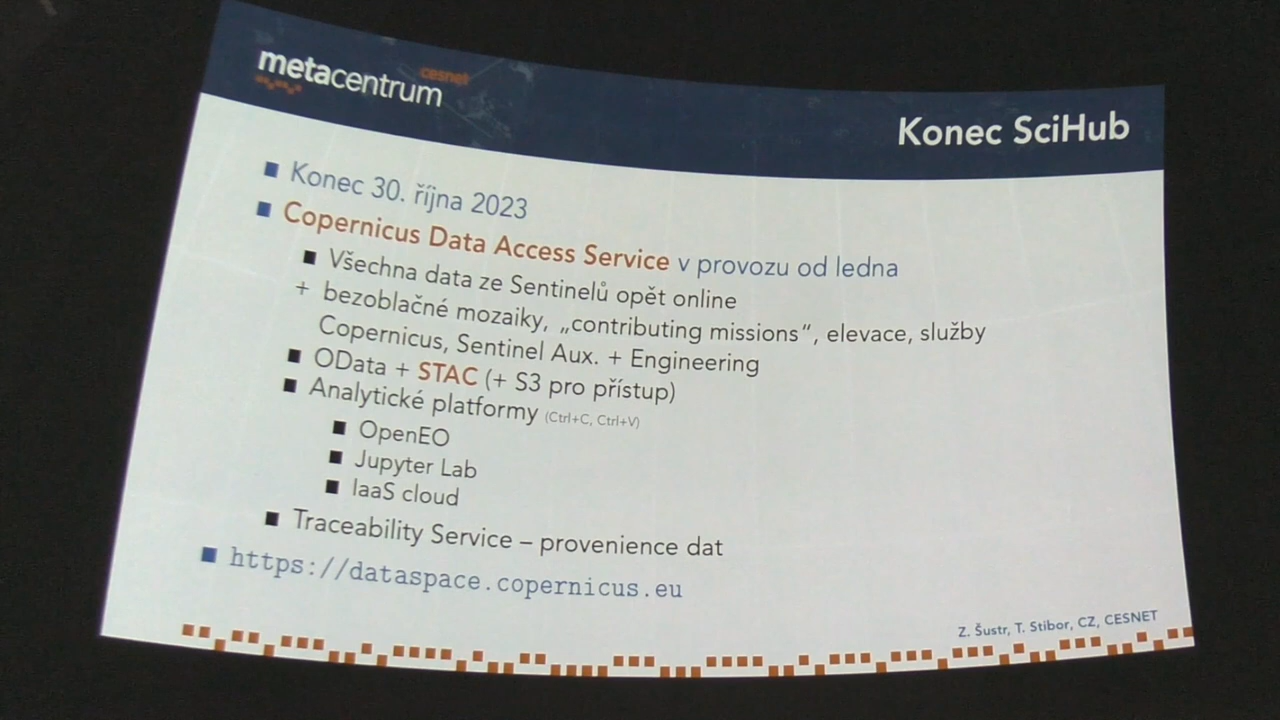 metacentrum
cesnet
Konec SciHub
■ Konec 30. října 2023
■ Copernicus Data Access Service v provozu od ledna
■ Všechna data ze Sentinelů opět online
+ bezoblačné mozaiky, „contributing missions“, elevace, služby
Copernicus, Sentinel Aux. + Engineering
■ OData + STAC (+ S3 pro přístup)
■ Analytické platformy (Ctrl+C, Ctrl+V)
■ OpenEO
■ Jupyter Lab
■ IaaS cloud
■ Traceability Service – provenience dat
■ https://dataspace.copernicus.eu
Z. Šustr, T. Stibor, CZ, CESNET